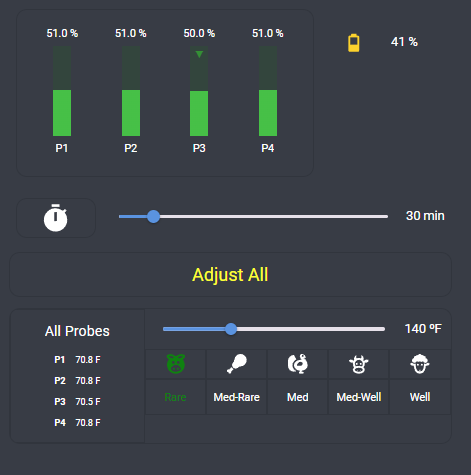 51.0 % 51.0 % 50.0 % 51.0 %
41 %
P1 P2 P3 P4
30 min
Adjust All
All Probes
140 ºF
P1 70.8 F
P2 70.8 F
P3 70.5 F
P4 70.8 F
Rare Med-Rare Med Med-Well Well